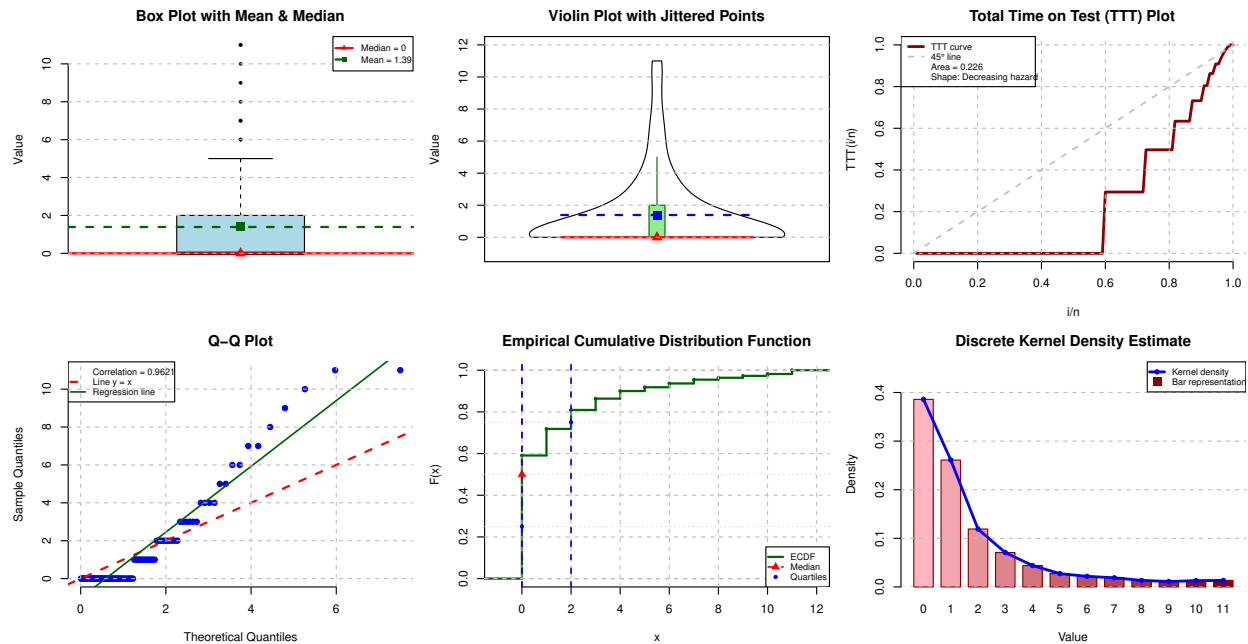 Box Plot with Mean & Median
Median = 0
Mean = 1.39
Value
0 2 4 6 8 10
Violin Plot with Jittered Points
Value
0 2 4 6 8 10 12
Total Time on Test (TTT) Plot
TTT curve
45° line
Area = 0.226
Shape: Decreasing hazard
TTT(i/n)
0.0 0.2 0.4 0.6 0.8 1.0
0.0 0.2 0.4 0.6 0.8 1.0
i/n
Q−Q Plot
Correlation = 0.9621
Line y = x
Regression line
Sample Quantiles
0 2 4 6 8 10
0 2 4 6
Theoretical Quantiles
Empirical Cumulative Distribution Function
F(x)
0.0 0.2 0.4 0.6 0.8 1.0
ECDF
Median
Quartiles
0 2 4 6 8 10 12
x
Discrete Kernel Density Estimate
Kernel density
Bar representation
Density
0.0 0.1 0.2 0.3 0.4
0 1 2 3 4 5 6 7 8 9 10 11
Value